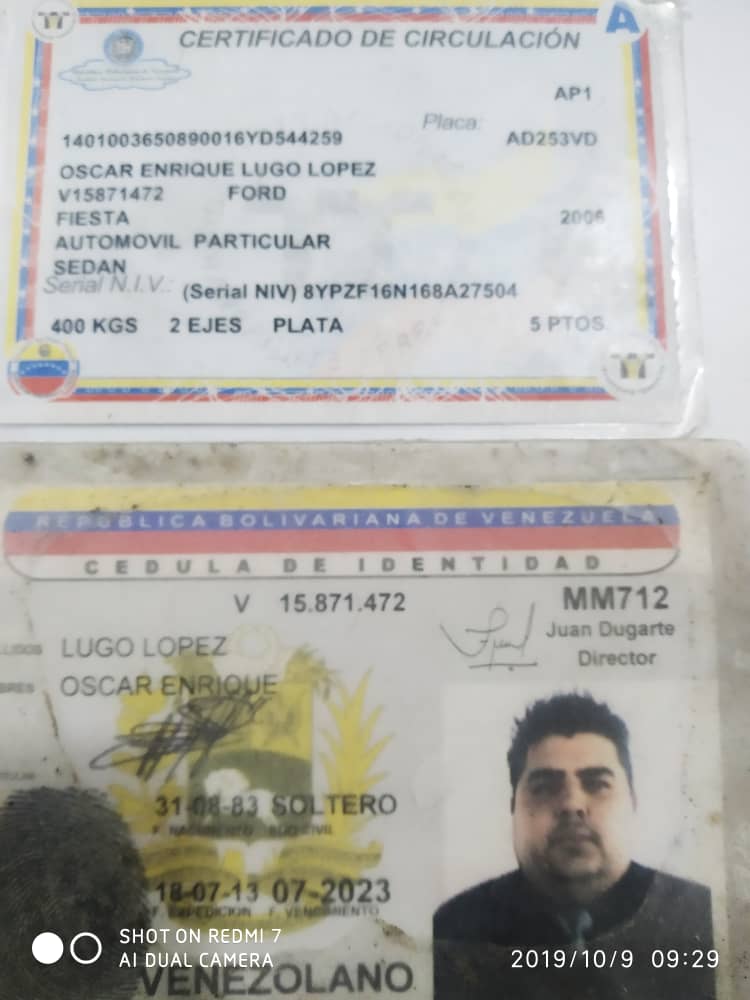 CERTIFICADO DE CIRCULACIÓN
A
AP1
Placa:
1401003650890016YD544259 AD253VD
OSCAR ENRIQUE LUGO LOPEZ
V15871472 FORD
FIESTA 2006
AUTOMOVIL PARTICULAR
SEDAN
Serial N.I.V.: (Serial NIV) 8YPZF16N168A27504
400 KGS 2 EJES PLATA 5 PTOS
REPUBLICA BOLIVARIANA DE VENEZUELA
CEDULA DE IDENTIDAD
V 15.871.472 MM712
Juan Dugarte
Director
LUGO LOPEZ
OSCAR ENRIQUE
31-08-83 SOLTERO
F. NACIMIENTO EDO CIVIL
18-07-13 07-2023
F. EXPEDICION F. VENCIMIENTO
VENEZOLANO
SHOT ON REDMI 7
AI DUAL CAMERA
2019/10/9 09:29